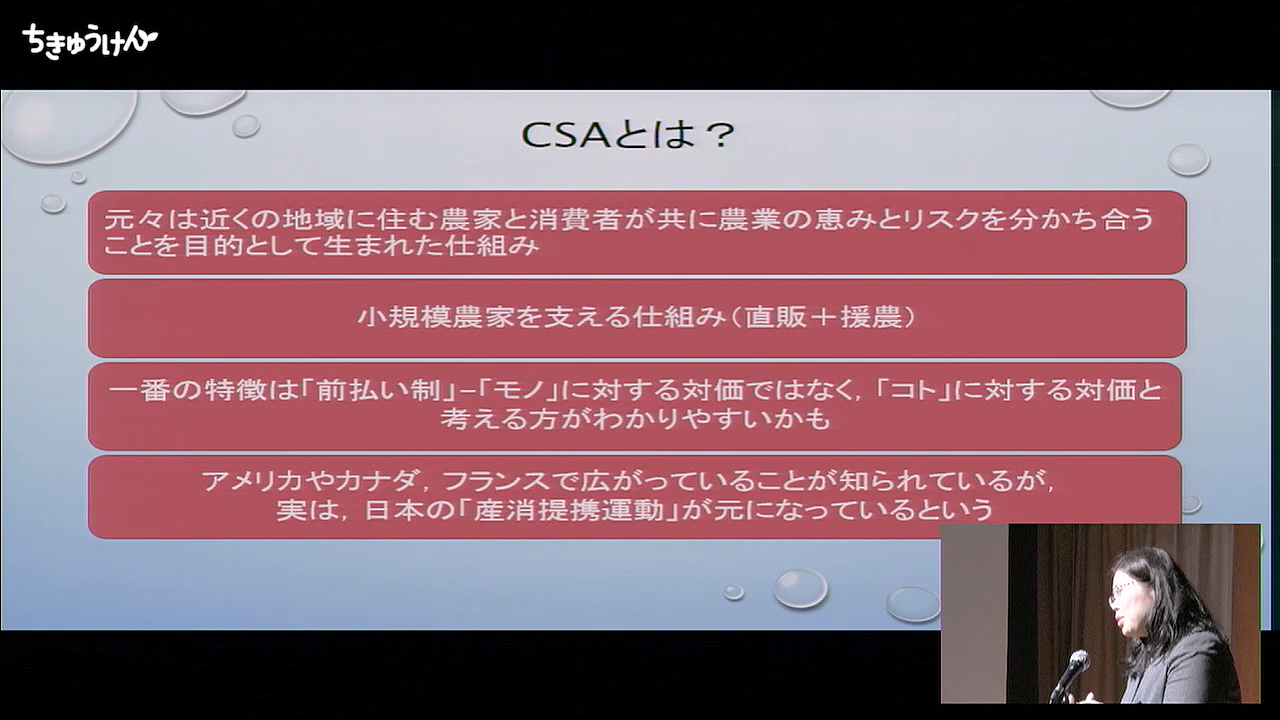 ちきゅうけん
CSAとは？
元々は近くの地域に住む農家と消費者が共に農業の恵みとリスクを分かち合う
ことを目的として生まれた仕組み
小規模農家を支える仕組み（直販＋援農）
一番の特徴は「前払い制」－「モノ」に対する対価ではなく，「コト」に対する対価と
考える方がわかりやすいかも
アメリカやカナダ，フランスで広がっていることが知られているが，
実は，日本の「産消提携運動」が元になっているという